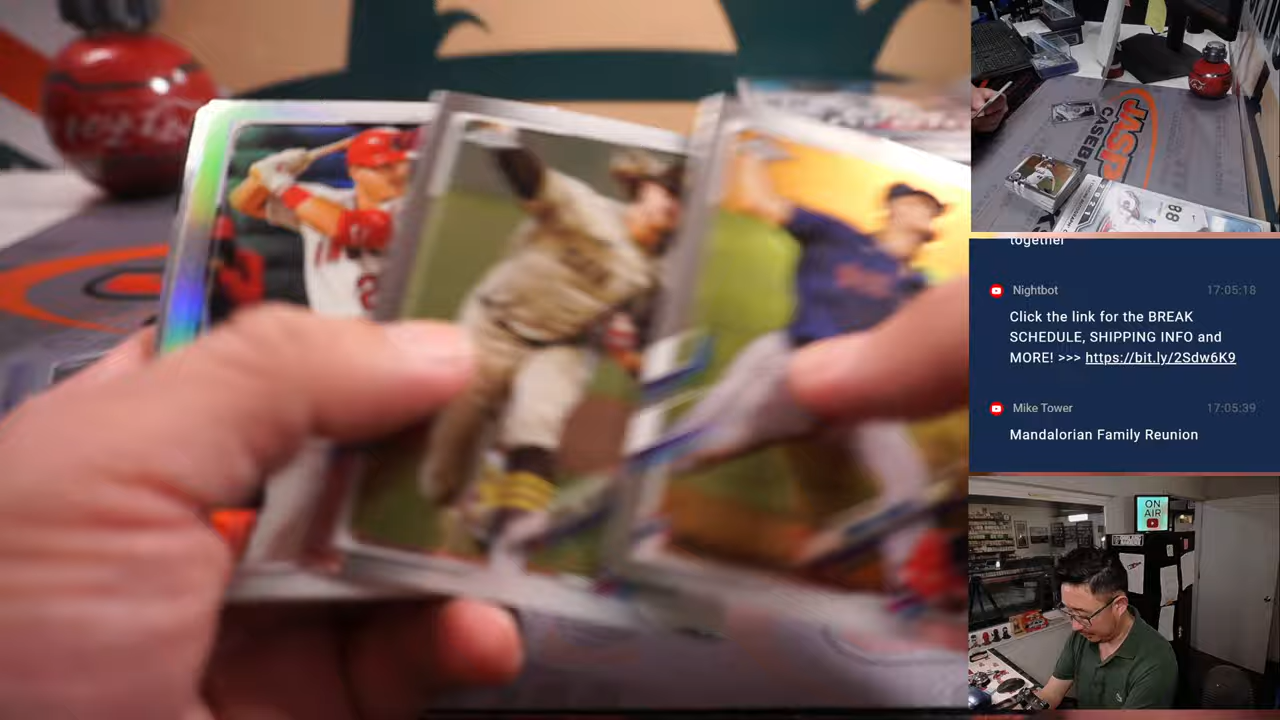 JASPY
CASEB
88
together
Nightbot 17:05:18
Click the link for the BREAK
SCHEDULE, SHIPPING INFO and
MORE! >>> https://bit.ly/2Sdw6K9
Mike Tower 17:05:39
Mandalorian Family Reunion
ON
AIR